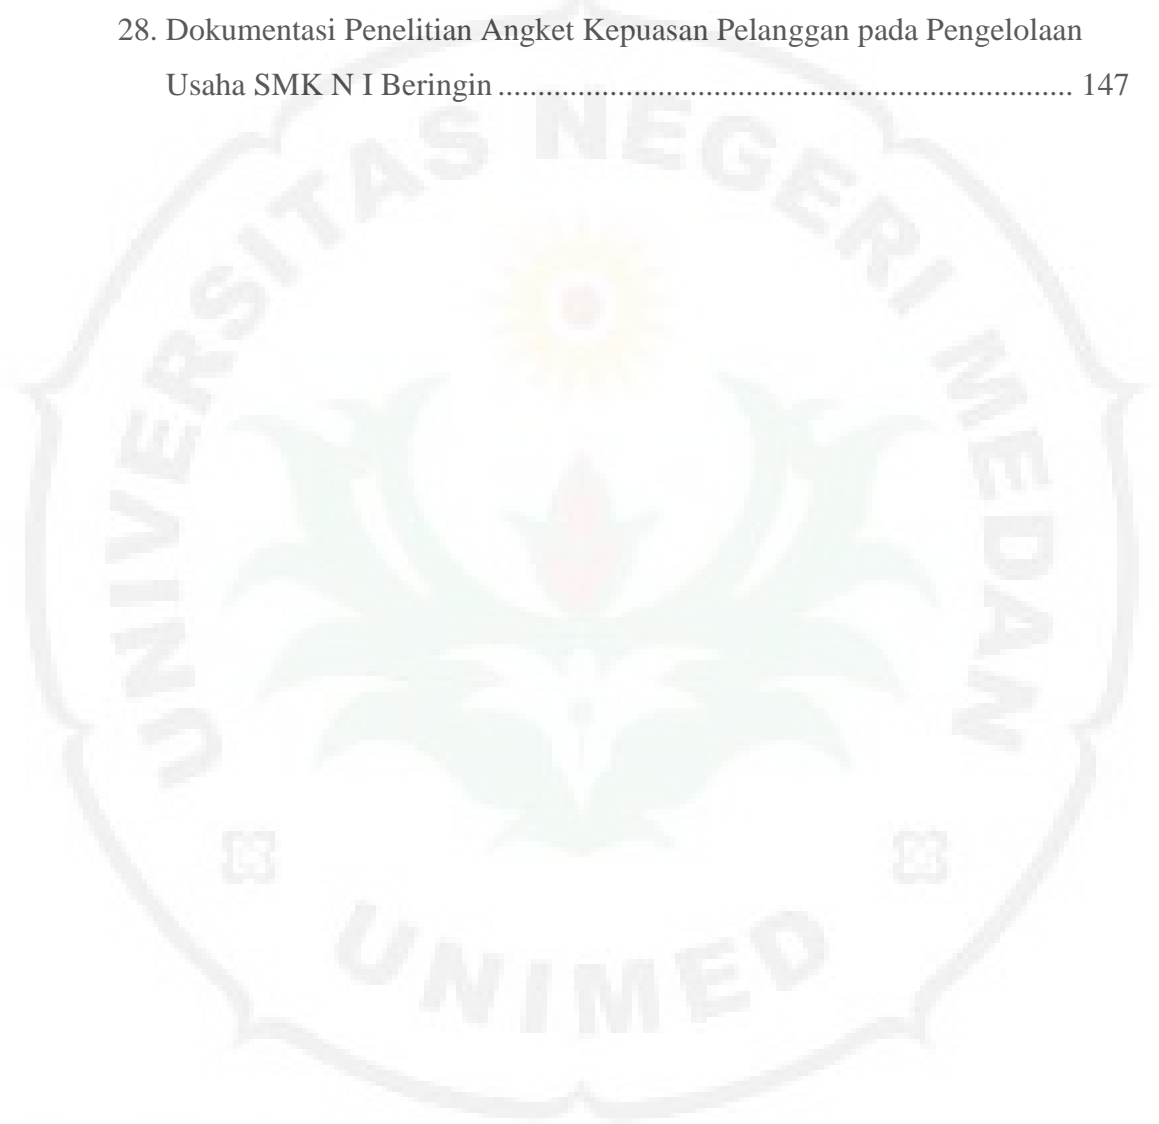 28. Dokumentasi Penelitian Angket Kepuasan Pelanggan pada Pengelolaan
Usaha SMK N I Beringin ........................................................................ 147
UNIVERSITAS NEGERI MEDAN
UNIMED